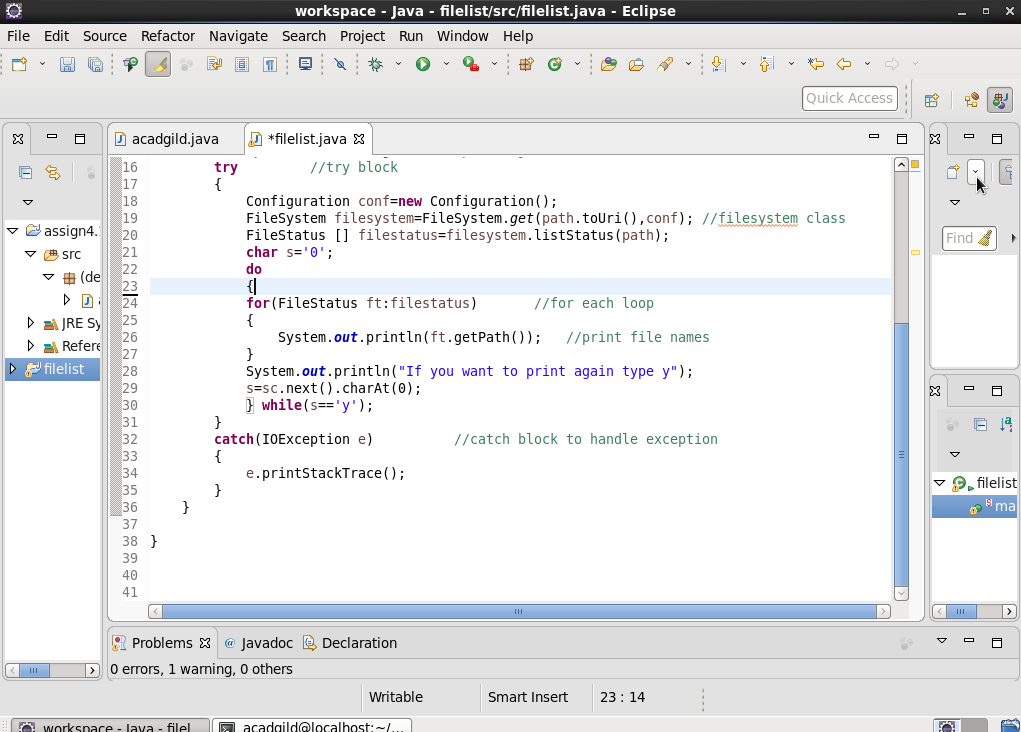 workspace - Java - filelist/src/filelist.java - Eclipse
File Edit Source Refactor Navigate Search Project Run Window Help
Quick Access
acadgild.java *filelist.java
16 try //try block
17 {
18 Configuration conf=new Configuration();
19 FileSystem filesystem=FileSystem.get(path.toUri(),conf); //filesystem class
20 FileStatus [] filestatus=filesystem.listStatus(path);
21 char s='0';
22 do
23 {
24 for(FileStatus ft:filestatus) //for each loop
25 {
26 System.out.println(ft.getPath()); //print file names
27 }
28 System.out.println("If you want to print again type y");
29 s=sc.next().charAt(0);
30 } while(s=='y');
31 }
32 catch(IOException e) //catch block to handle exception
33 {
34 e.printStackTrace();
35 }
36 }
37
38 }
39
40
41
assign4.
src
(de
JRE Sy
Refere
filelist
Find
filelist
ma
Problems Javadoc Declaration
0 errors, 1 warning, 0 others
Writable Smart Insert 23 : 14
workspace - Java - filel... acadgild@localhost:~/...